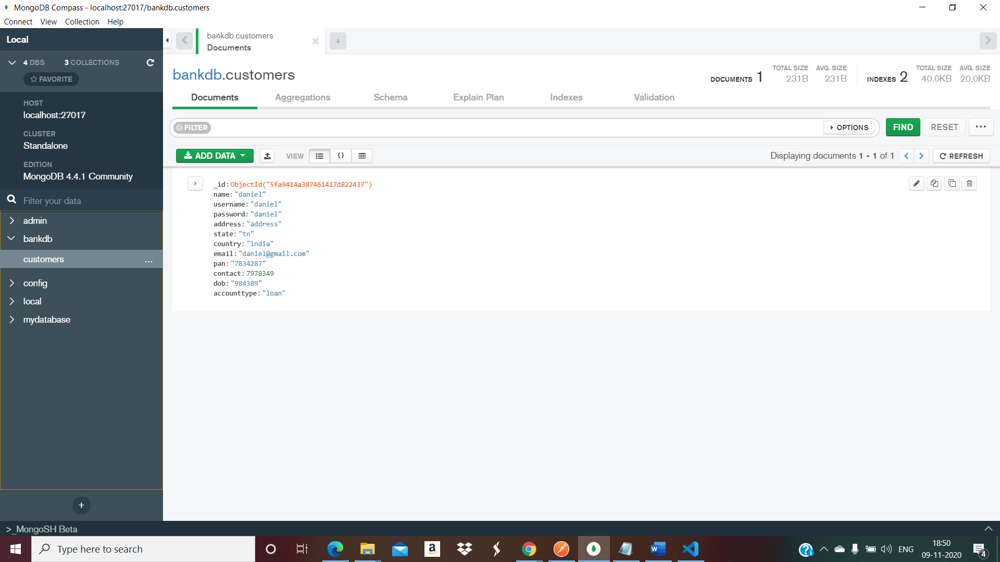 MongoDB Compass - localhost:27017/bankdb.customers
Connect View Collection Help
Local
4 DBS 3 COLLECTIONS
FAVORITE
HOST
localhost:27017
CLUSTER
Standalone
EDITION
MongoDB 4.4.1 Community
Filter your data
admin
bankdb
customers ...
config
local
mydatabase
+
bankdb.customers
Documents
+
bankdb.customers
DOCUMENTS 1 TOTAL SIZE 231B AVG. SIZE 231B INDEXES 2 TOTAL SIZE 40.0KB AVG. SIZE 20.0KB
Documents Aggregations Schema Explain Plan Indexes Validation
FILTER OPTIONS FIND RESET ...
ADD DATA VIEW {} Displaying documents 1 - 1 of 1 REFRESH
_id: ObjectId("5fa9414a387461417d822437")
name: "daniel"
username: "daniel"
password: "daniel"
address: "address"
state: "tn"
country: "india"
email: "daniel@gmail.com"
pan: "7834287"
contact: 7978349
dob: "984389"
accounttype: "loan"
>_MongoSH Beta
Type here to search
ENG
18:50
09-11-2020
4